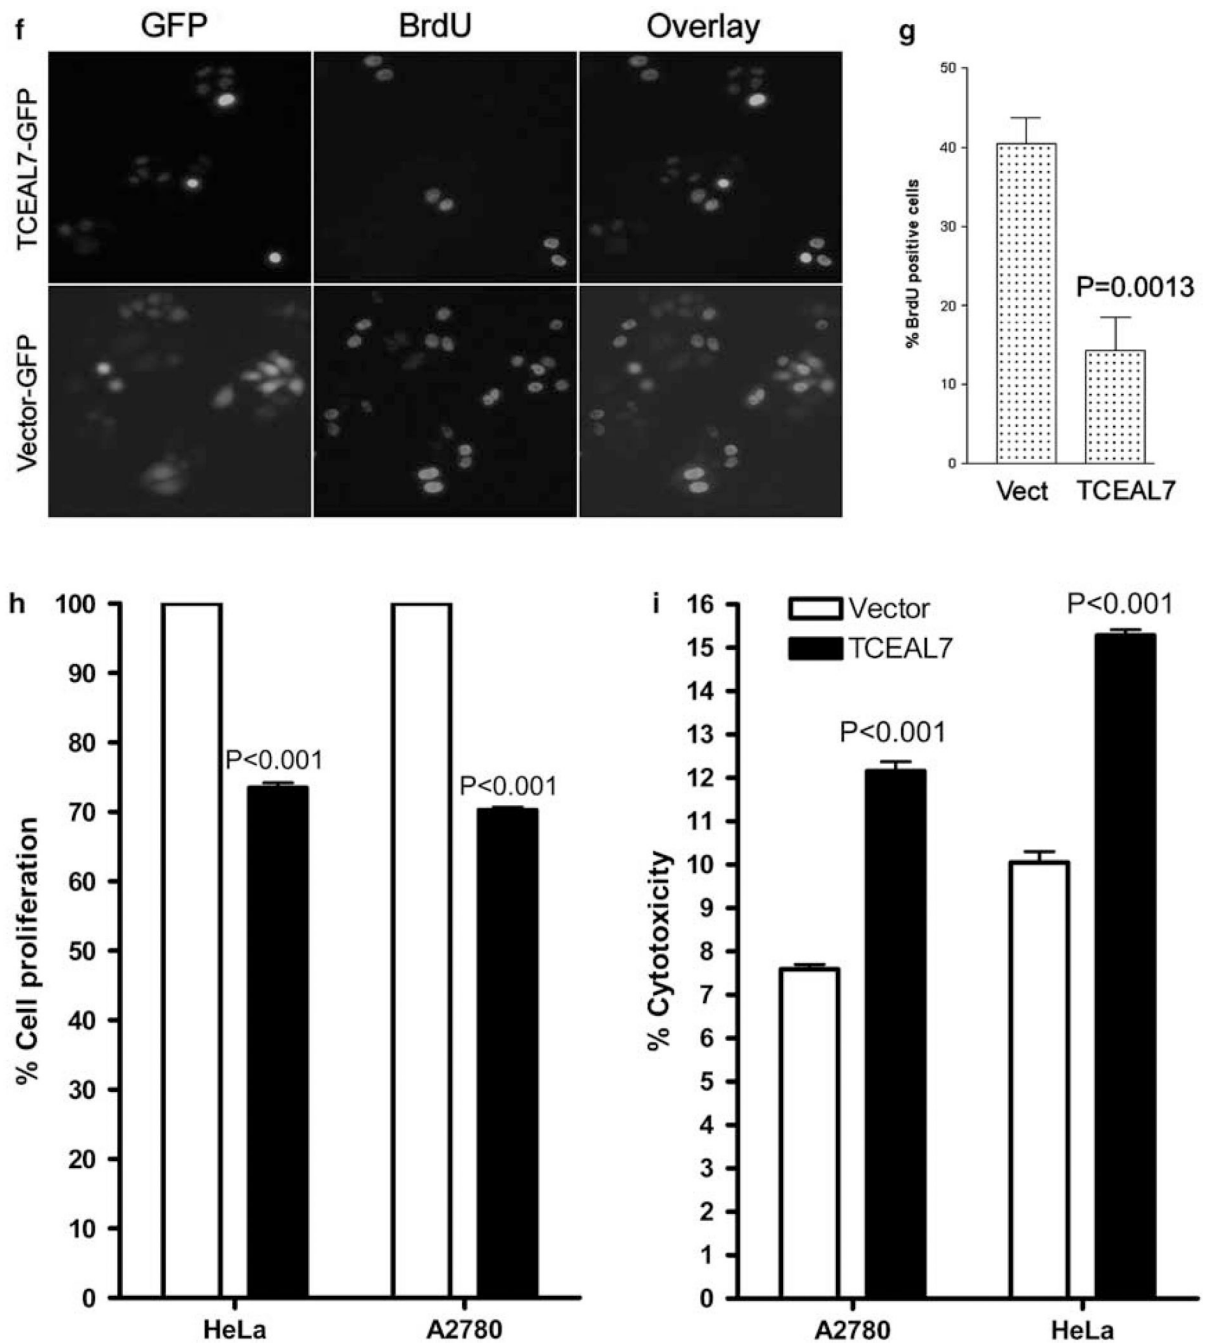 f
GFP
BrdU
Overlay
TCEAL7-GFP
Vector-GFP
g
50
40
30
20
10
0
% BrdU positive cells
P=0.0013
Vect
TCEAL7
h
100
90
80
70
60
50
40
30
20
10
0
% Cell proliferation
P<0.001
P<0.001
HeLa
A2780
i
16
15
14
13
12
11
10
9
8
7
6
5
4
3
2
1
0
% Cytotoxicity
Vector
TCEAL7
P<0.001
P<0.001
A2780
HeLa